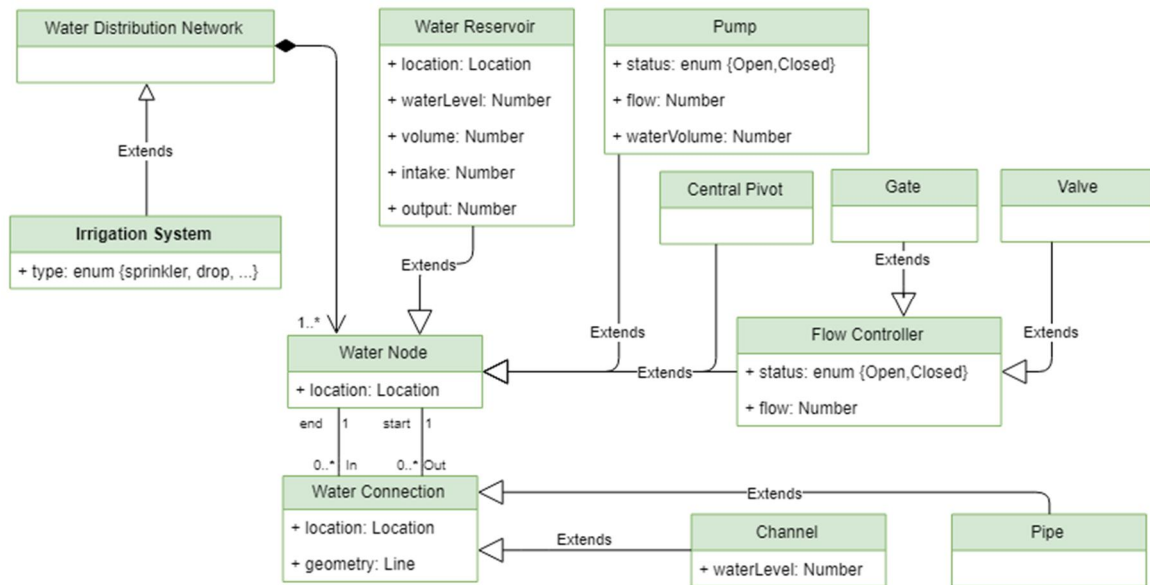 Water Distribution Network
Water Reservoir
+ location: Location
+ waterLevel: Number
+ volume: Number
+ intake: Number
+ output: Number
Pump
+ status: enum {Open,Closed}
+ flow: Number
+ waterVolume: Number
Extends
Central Pivot
Gate
Valve
Irrigation System
+ type: enum {sprinkler, drop, ...}
Extends
Extends
1..*
Water Node
+ location: Location
Extends
Extends
Extends
Flow Controller
+ status: enum {Open,Closed}
+ flow: Number
end 1 start 1
0..* In 0..* Out
Water Connection
+ location: Location
+ geometry: Line
Extends
Extends
Channel
+ waterLevel: Number
Pipe